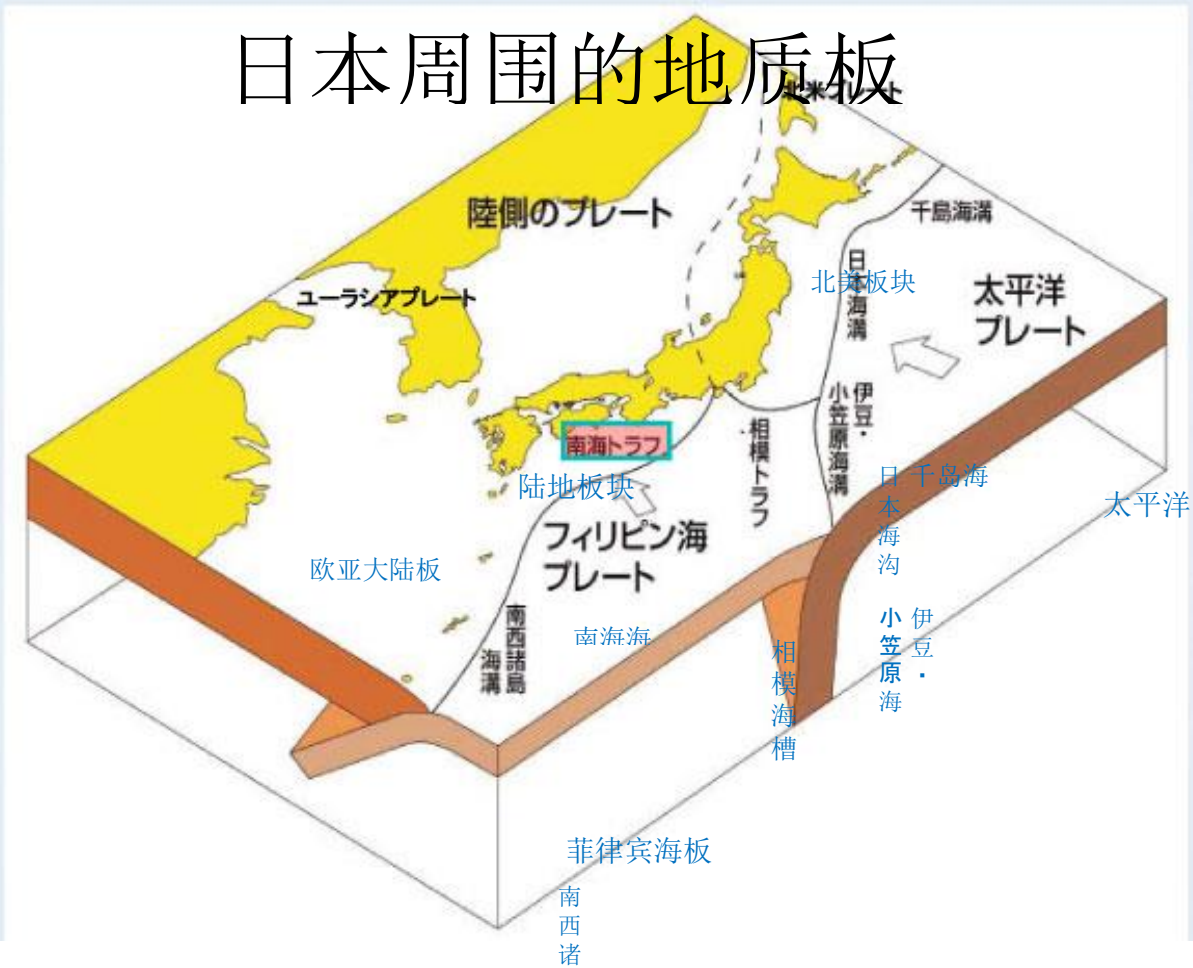 日本周围的地质板
北米プレート
陸側のプレート
千島海溝
日本海溝
北美板块
太平洋
プレート
ユーラシアプレート
伊豆・
小笠原海溝
相模トラフ
南海トラフ
陆地板块
日本海沟
千岛海
太平洋
フィリピン海
プレート
欧亚大陆板
南西諸島
海溝
南海海
相模海槽
伊豆·
小笠原海
菲律宾海板
南西诸